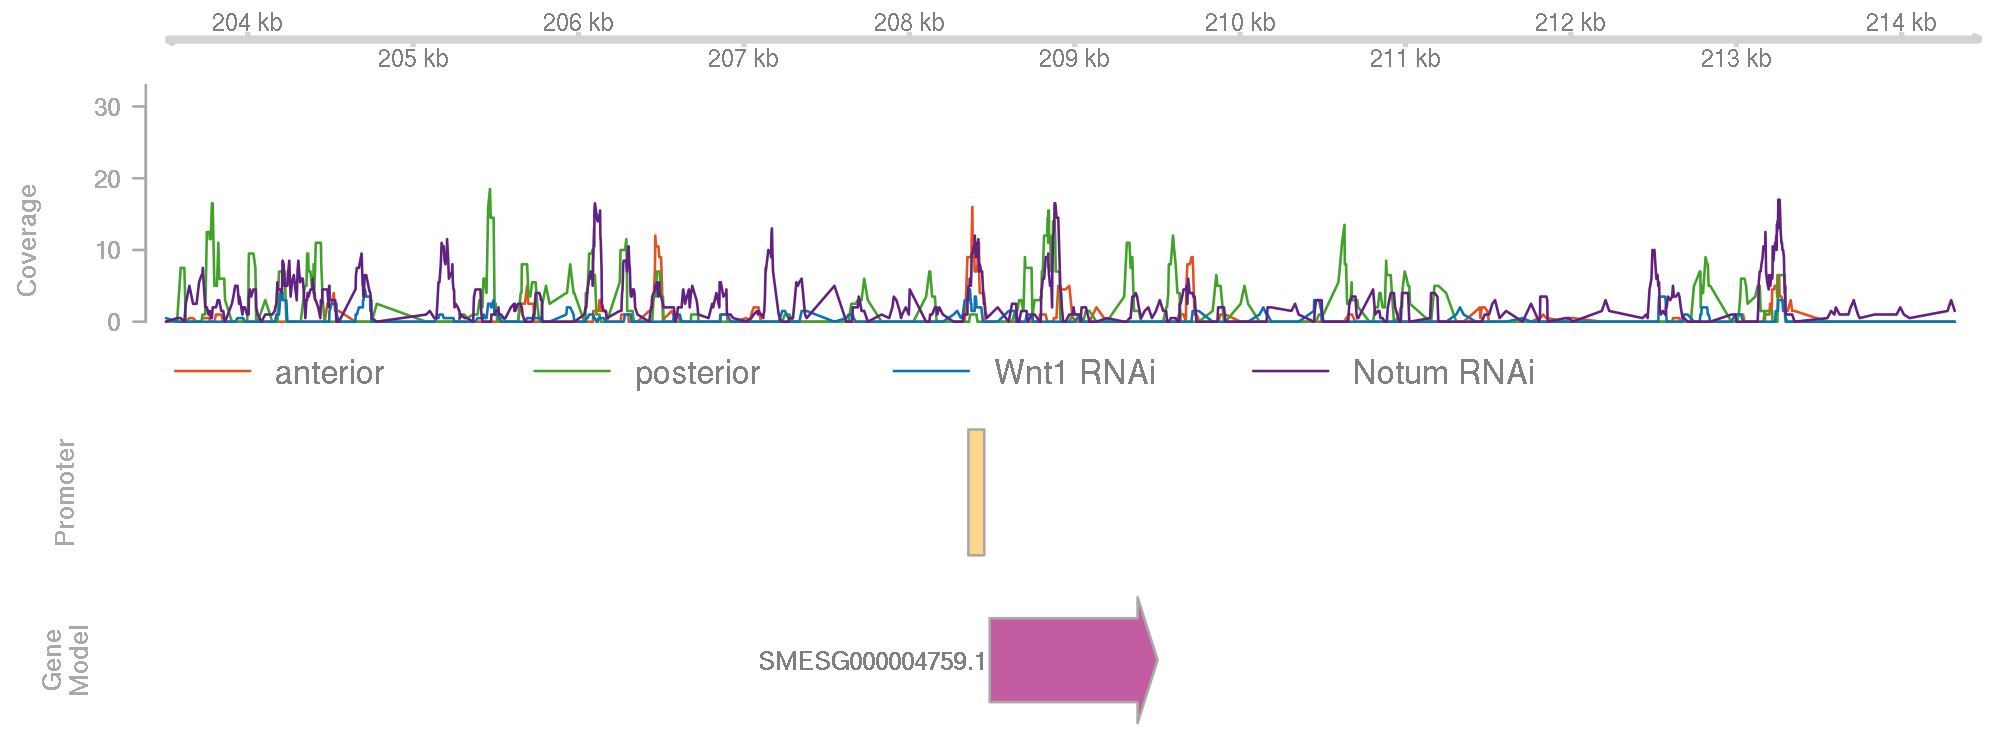 204 kb 206 kb 208 kb 210 kb 212 kb 214 kb
205 kb 207 kb 209 kb 211 kb 213 kb
Coverage
30
20
10
0
anterior posterior Wnt1 RNAi Notum RNAi
Promoter
Gene
Model
SMESG000004759.1